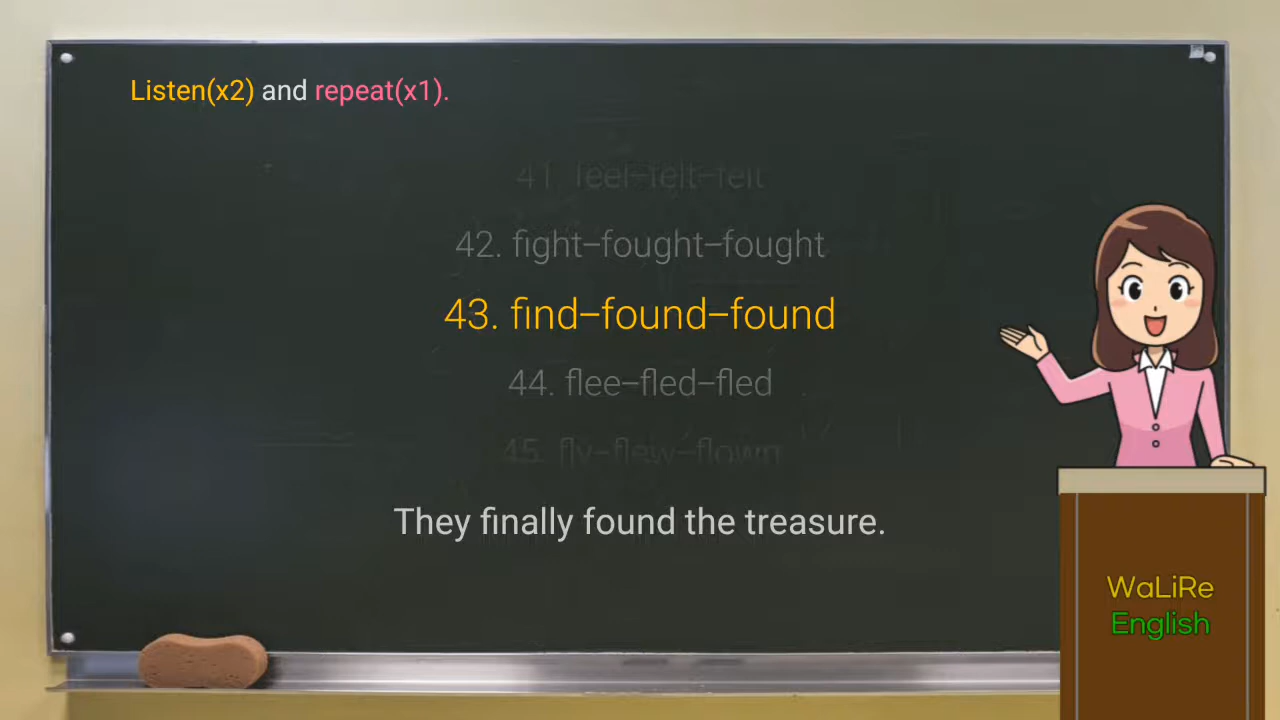 Listen(x2) and repeat(x1).
41. feel–felt–felt
42. fight–fought–fought
43. find–found–found
44. flee–fled–fled
45. fly–flew–flown
They finally found the treasure.
WaLiRe
English